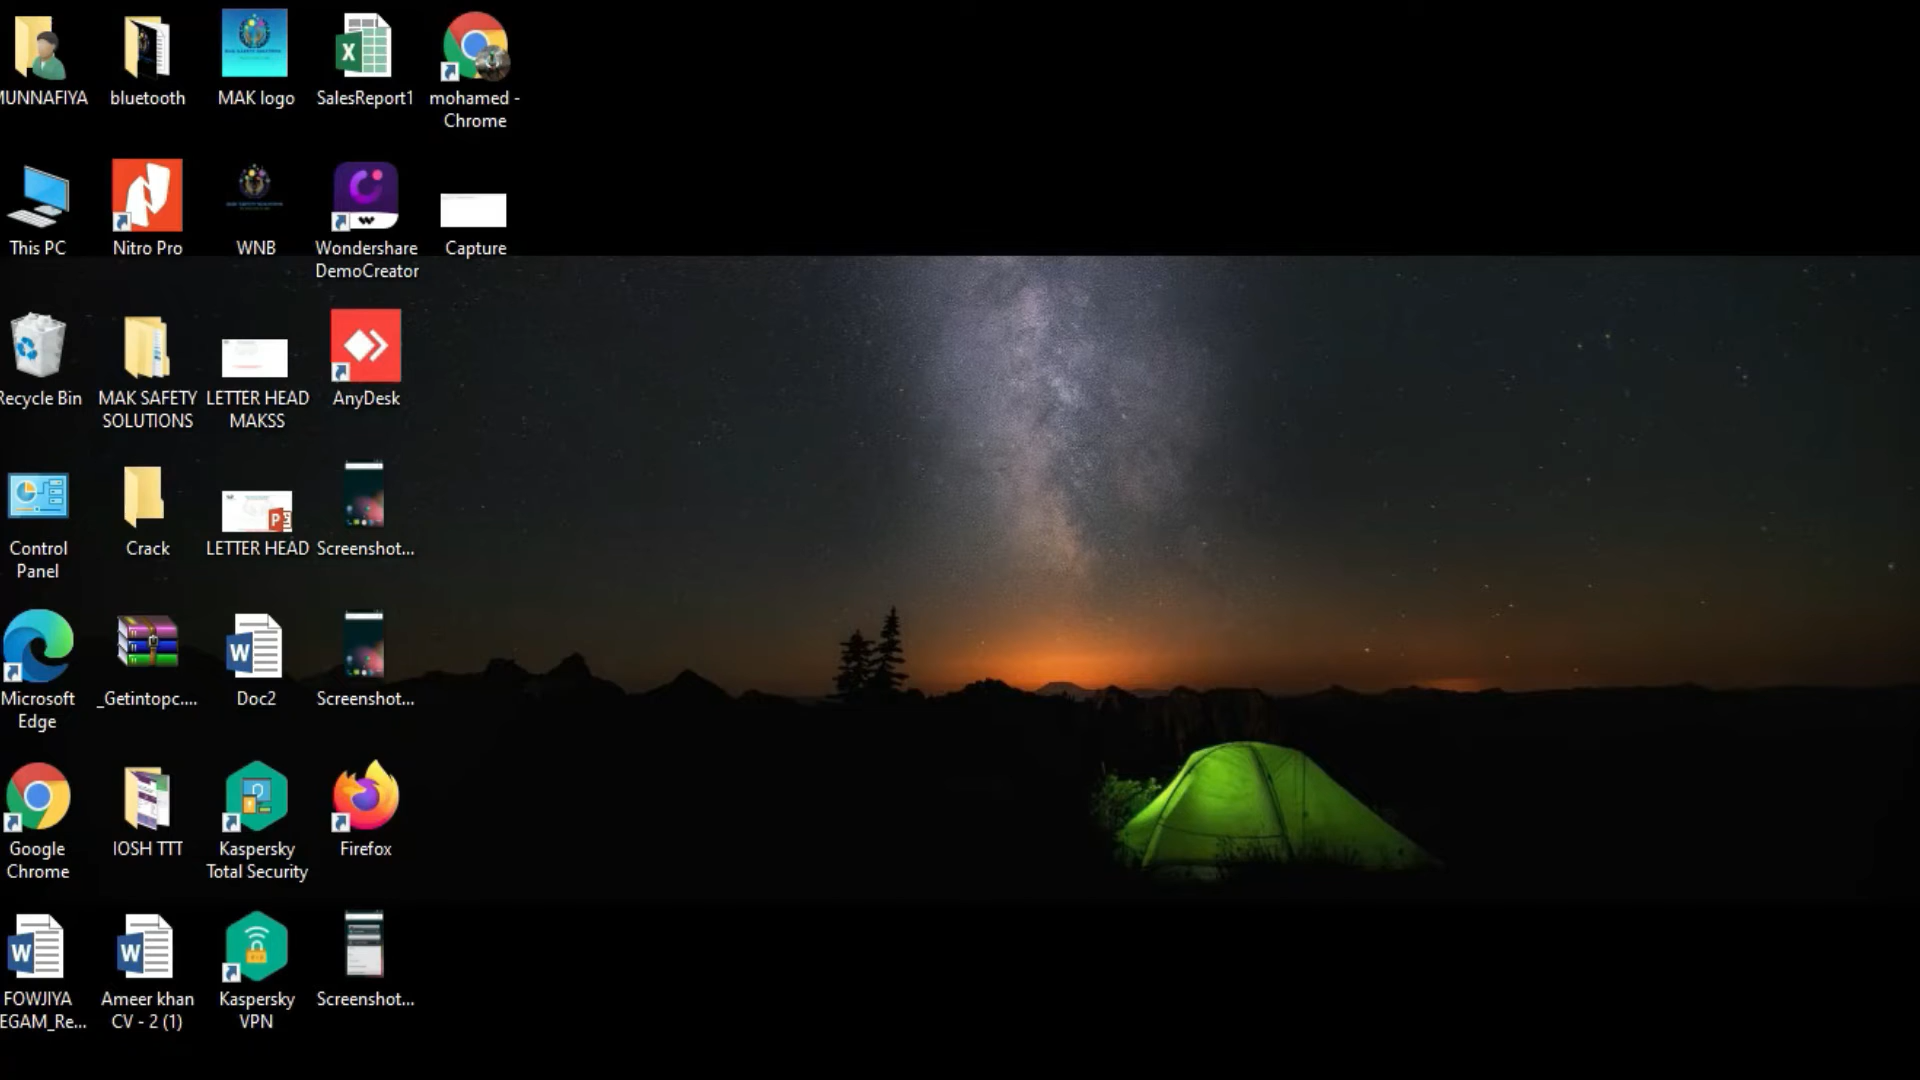 MUNNAFIYA
bluetooth
MAK logo
SalesReport1
mohamed -
Chrome
This PC
Nitro Pro
WNB
Wondershare
DemoCreator
Capture
Recycle Bin
MAK SAFETY
SOLUTIONS
LETTER HEAD
MAKSS
AnyDesk
Control
Panel
Crack
LETTER HEAD
Screenshot...
Microsoft
Edge
_Getintopc....
Doc2
Screenshot...
Google
Chrome
IOSH TTT
Kaspersky
Total Security
Firefox
FOWJIYA
EGAM_Re...
Ameer khan
CV - 2 (1)
Kaspersky
VPN
Screenshot...